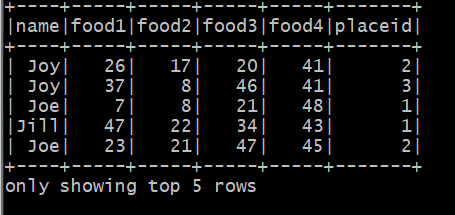 +----+-----+-----+-----+-----+-------+
|name|food1|food2|food3|food4|placeid|
+----+-----+-----+-----+-----+-------+
| Joy|   26|   17|   20|   41|      2|
| Joy|   37|    8|   46|   41|      3|
| Joe|    7|    8|   21|   48|      1|
|Jill|   47|   22|   34|   43|      1|
| Joe|   23|   21|   47|   45|      2|
+----+-----+-----+-----+-----+-------+
only showing top 5 rows